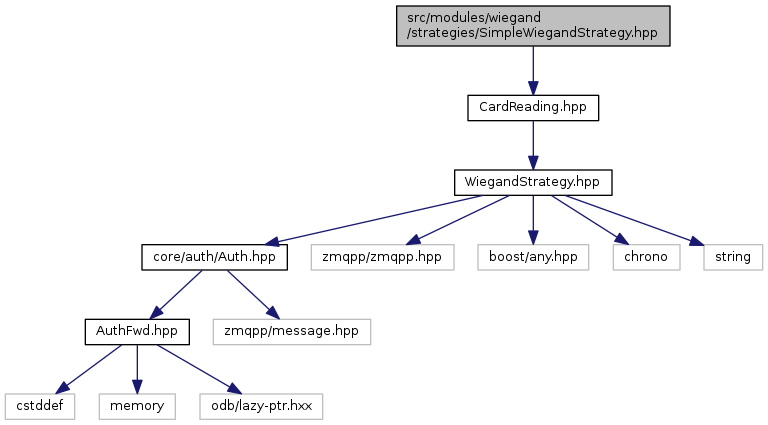 src/modules/wiegand
/strategies/SimpleWiegandStrategy.hpp
CardReading.hpp
WiegandStrategy.hpp
core/auth/Auth.hpp
zmqpp/zmqpp.hpp
boost/any.hpp
chrono
string
AuthFwd.hpp
zmqpp/message.hpp
cstddef
memory
odb/lazy-ptr.hxx